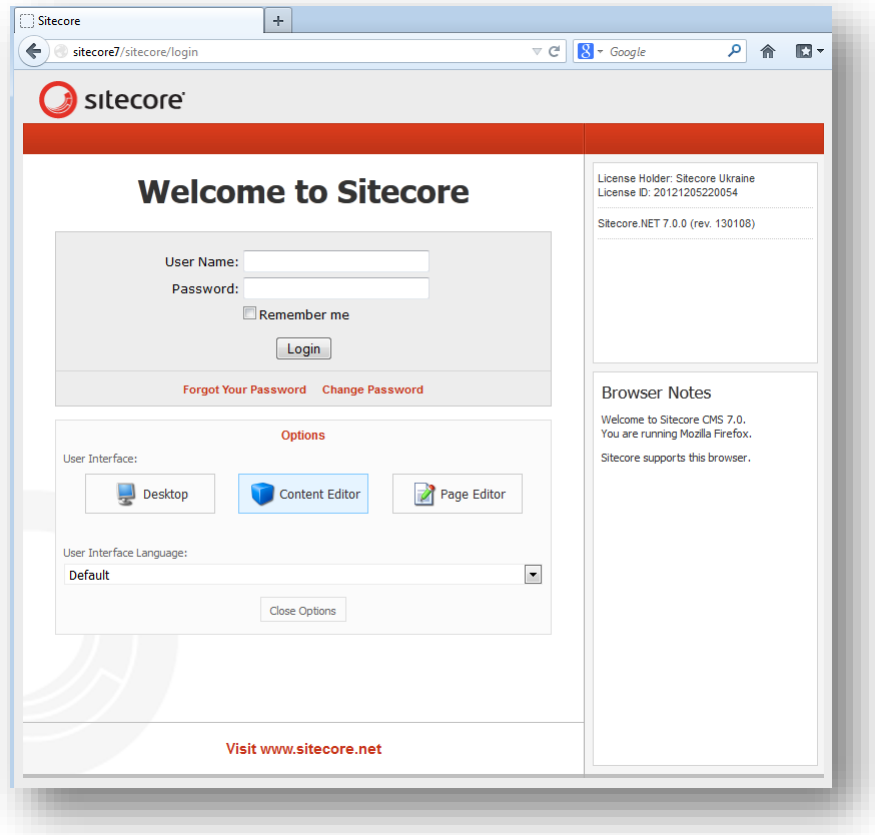 Sitecore
sitecore7/sitecore/login
Google
sitecore
Welcome to Sitecore
User Name:
Password:
Remember me
Login
Forgot Your Password Change Password
Options
User Interface:
Desktop Content Editor Page Editor
User Interface Language:
Default
Close Options
Visit www.sitecore.net
License Holder: Sitecore Ukraine
License ID: 20121205220054
Sitecore.NET 7.0.0 (rev. 130108)
Browser Notes
Welcome to Sitecore CMS 7.0.
You are running Mozilla Firefox.
Sitecore supports this browser.